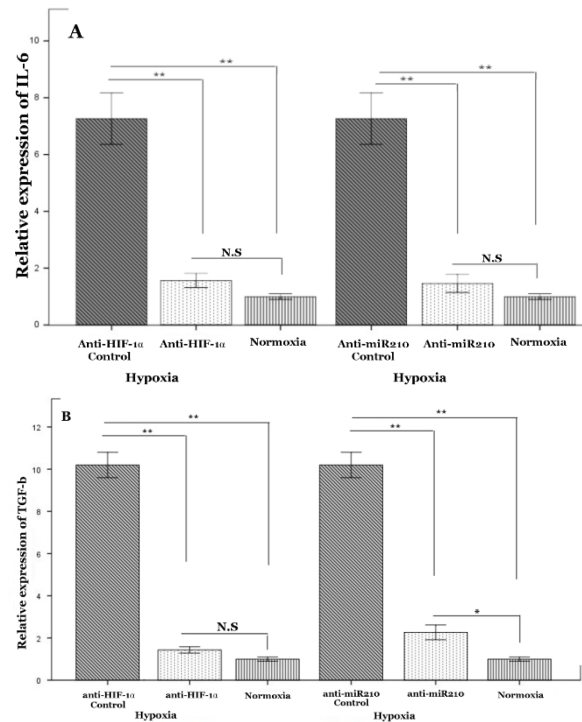 A
Relative expression of IL-6
10
8
6
4
2
0
**
**
N.S
**
**
N.S
Anti-HIF-1α Control
Anti-HIF-1α
Normoxia
Anti-miR210 Control
Anti-miR210
Normoxia
Hypoxia
Hypoxia
B
Relative expression of TGF-b
12
10
8
6
4
2
0
**
**
N.S
**
**
*
anti-HIF-1α Control
anti-HIF-1α
Normoxia
anti-miR210 Control
anti-miR210
Normoxia
Hypoxia
Hypoxia